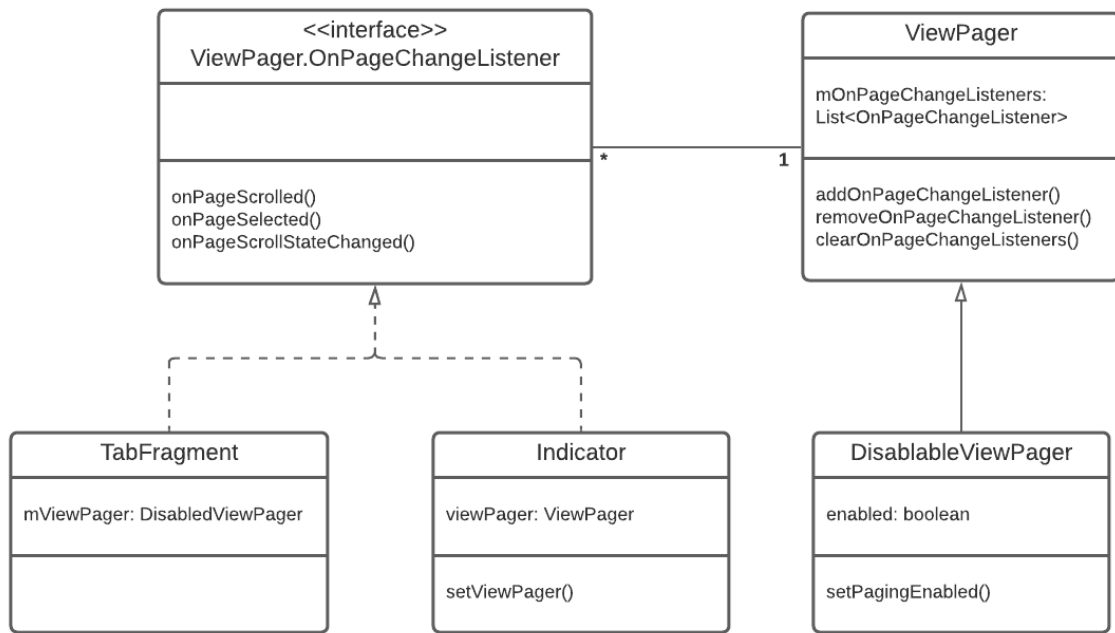 <<interface>>
ViewPager.OnPageChangeListener
onPageScrolled()
onPageSelected()
onPageScrollStateChanged()
*
1
ViewPager
mOnPageChangeListeners:
List<OnPageChangeListener>
addOnPageChangeListener()
removeOnPageChangeListener()
clearOnPageChangeListeners()
TabFragment
mViewPager: DisabledViewPager
Indicator
viewPager: ViewPager
setViewPager()
DisablableViewPager
enabled: boolean
setPagingEnabled()